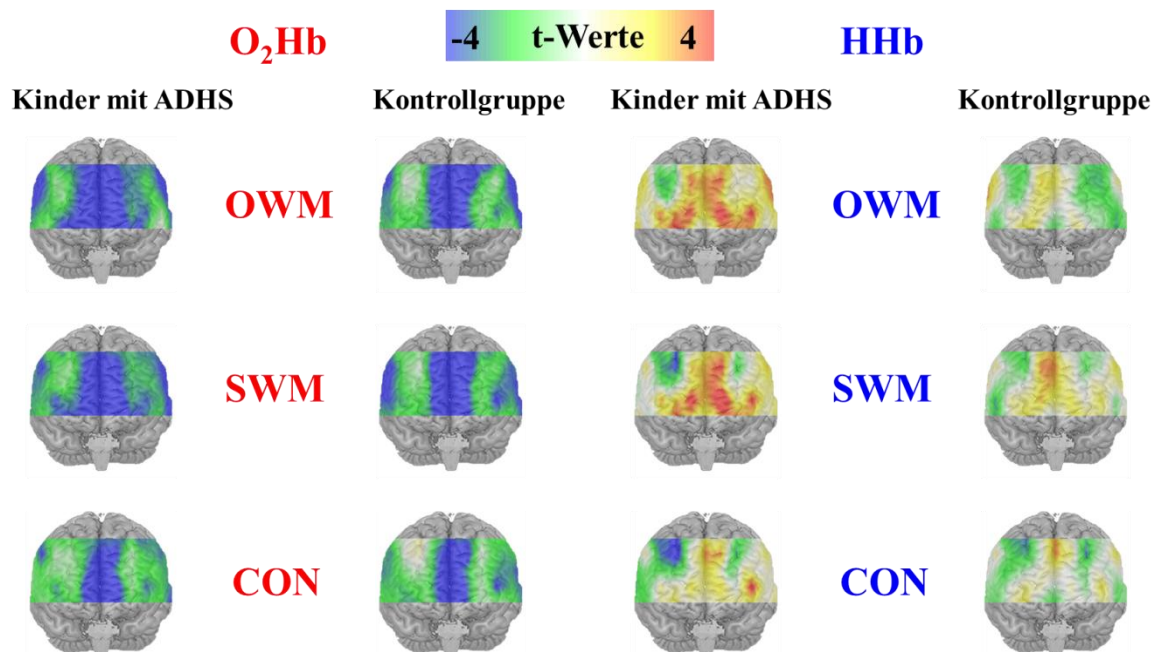 O₂Hb -4 t-Werte 4 HHb
Kinder mit ADHS Kontrollgruppe Kinder mit ADHS Kontrollgruppe
OWM OWM
SWM SWM
CON CON